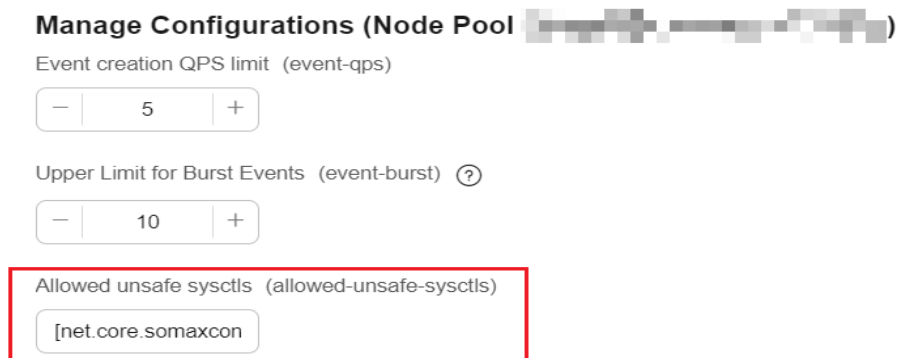 Manage Configurations (Node Pool )
Event creation QPS limit (event-qps)
− 5 +
Upper Limit for Burst Events (event-burst) ?
− 10 +
Allowed unsafe sysctls (allowed-unsafe-sysctls)
[net.core.somaxcon